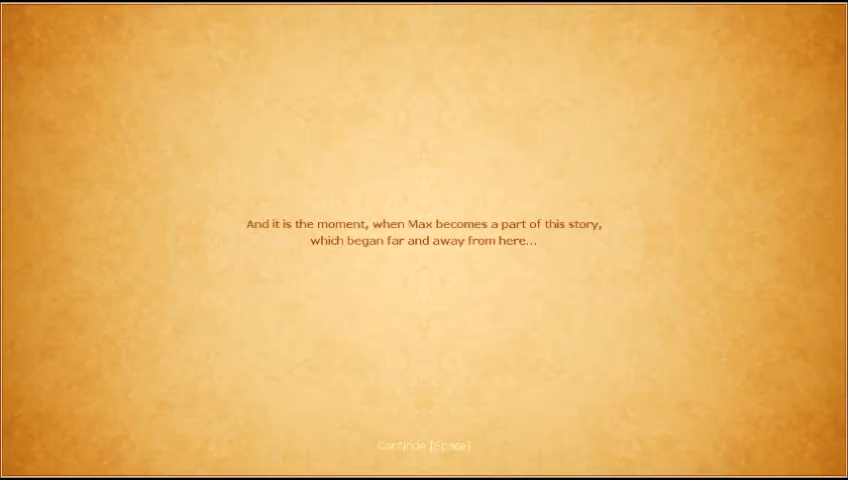 And it is the moment, when Max becomes a part of this story,
which began far and away from here...
Continue [Space]